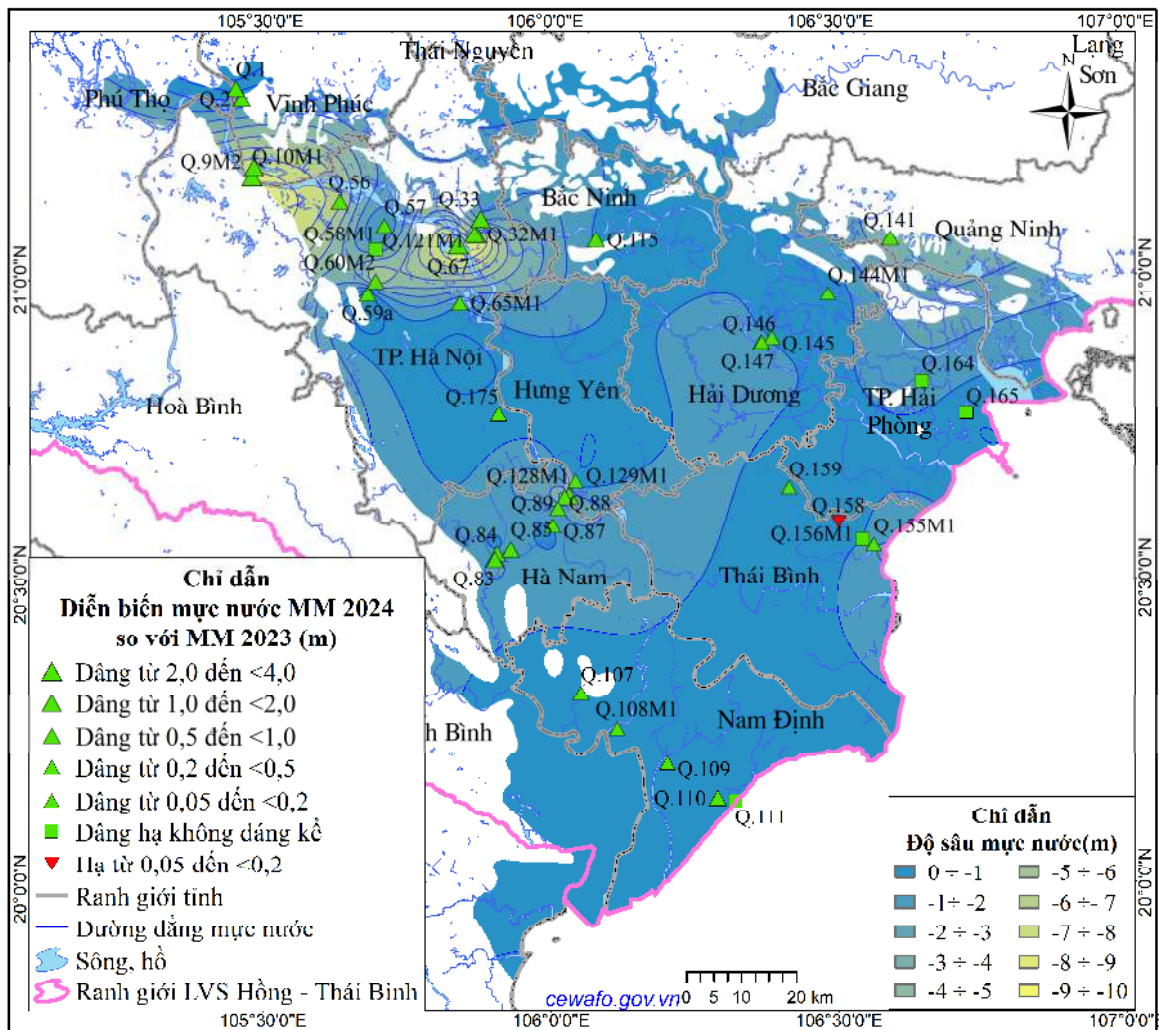 105°30'0"E
106°0'0"E
106°30'0"E
107°0'0"E
Thái Nguyên
Lạng
Sơn
N
Q.1
Phú Thọ
Q.2
Vĩnh Phúc
Bắc Giang
Q.9M2
Q.10M1
Q.56
Q.33
Bắc Ninh
Q.57
Q.141
Quảng Ninh
Q.58M1
Q.121M1
Q.32M1
Q.115
Q.60M2
Q.67
21°0'0"N
21°0'0"N
Q.144M1
Q.59a
Q.65M1
Q.146
Q.145
TP. Hà Nội
Q.147
Q.164
Hoà Bình
Q.175
Hưng Yên
Hải Dương
TP. Hải
Phòng
Q.165
Q.128M1
Q.129M1
Q.159
Q.89
Q.88
Q.158
Q.84
Q.85
Q.87
Q.156M1
Q.155M1
Q.83
Hà Nam
Thái Bình
20°30'0"N
20°30'0"N
Chỉ dẫn
Diễn biến mực nước MM 2024
so với MM 2023 (m)
Dâng từ 2,0 đến <4,0
Dâng từ 1,0 đến <2,0
Dâng từ 0,5 đến <1,0
Dâng từ 0,2 đến <0,5
Dâng từ 0,05 đến <0,2
Dâng hạ không đáng kể
Hạ từ 0,05 đến <0,2
Ranh giới tỉnh
Đường đẳng mực nước
Sông, hồ
Ranh giới LVS Hồng - Thái Bình
Q.107
Q.108M1
Nam Định
h Bình
Q.109
Q.110
Q.111
20°0'0"N
20°0'0"N
Chỉ dẫn
Độ sâu mực nước(m)
0 ÷ -1
-1÷ -2
-2 ÷ -3
-3 ÷ -4
-4 ÷ -5
-5 ÷ -6
-6 ÷- 7
-7 ÷ -8
-8 ÷ -9
-9 ÷ -10
cewafo.gov.vn
0 5 10 20 km
105°30'0"E
106°0'0"E
106°30'0"E
107°0'0"E